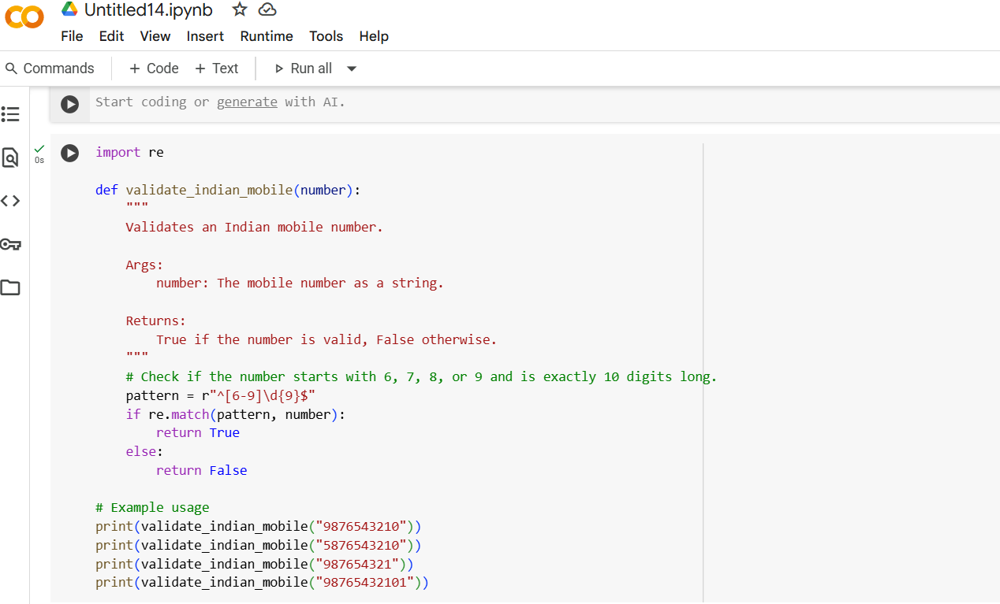 Untitled14.ipynb
File Edit View Insert Runtime Tools Help
Commands + Code + Text Run all
Start coding or generate with AI.
0s
import re
def validate_indian_mobile(number):
"""
Validates an Indian mobile number.
Args:
number: The mobile number as a string.
Returns:
True if the number is valid, False otherwise.
"""
# Check if the number starts with 6, 7, 8, or 9 and is exactly 10 digits long.
pattern = r"^[6-9]\d{9}$"
if re.match(pattern, number):
return True
else:
return False
# Example usage
print(validate_indian_mobile("9876543210"))
print(validate_indian_mobile("5876543210"))
print(validate_indian_mobile("987654321"))
print(validate_indian_mobile("98765432101"))